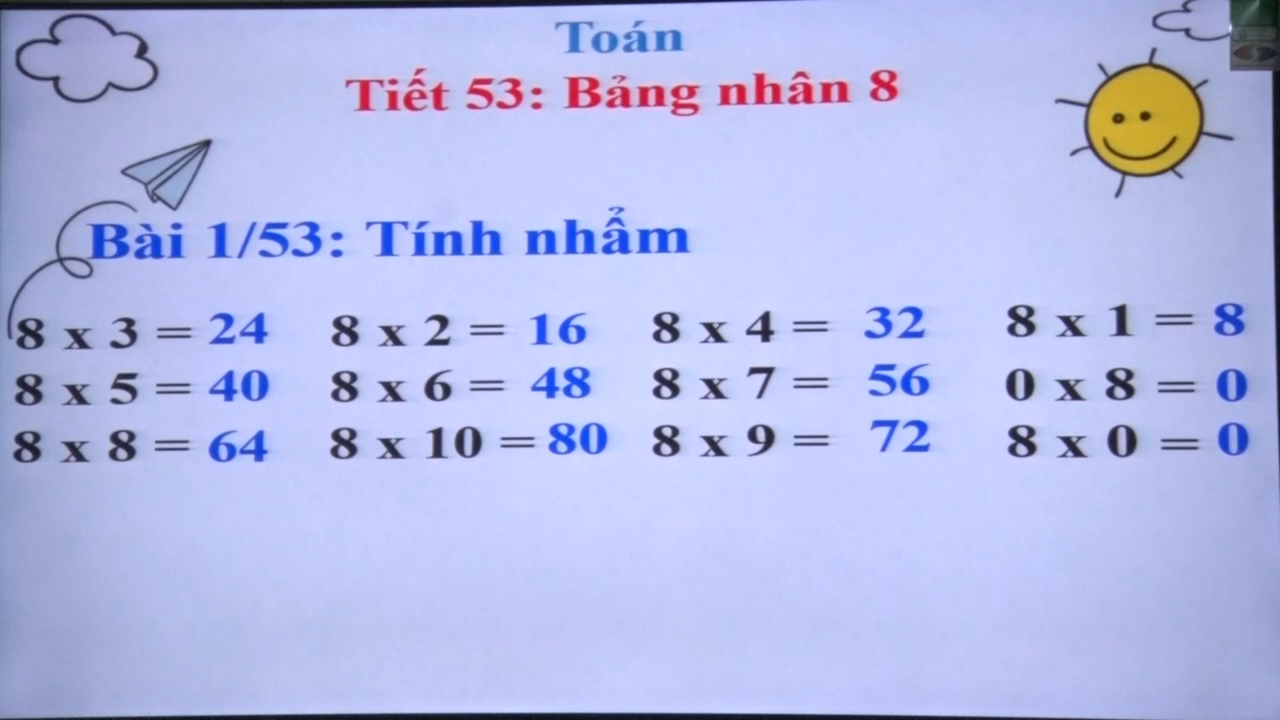 Toán
Tiết 53: Bảng nhân 8
Bài 1/53: Tính nhẩm
8 x 3 = 24 8 x 2 = 16 8 x 4 = 32 8 x 1 = 8
8 x 5 = 40 8 x 6 = 48 8 x 7 = 56 0 x 8 = 0
8 x 8 = 64 8 x 10 = 80 8 x 9 = 72 8 x 0 = 0